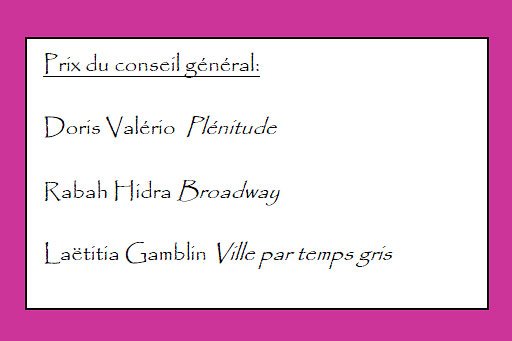 Prix du conseil général:
Doris Valério Plénitude
Rabah Hidra Broadway
Laëtitia Gamblin Ville par temps gris